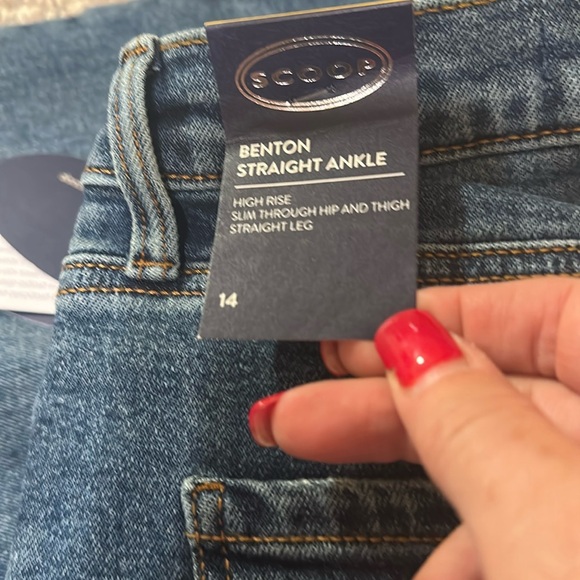 SCOOP
BENTON
STRAIGHT ANKLE
HIGH RISE
SLIM THROUGH HIP AND THIGH
STRAIGHT LEG
14